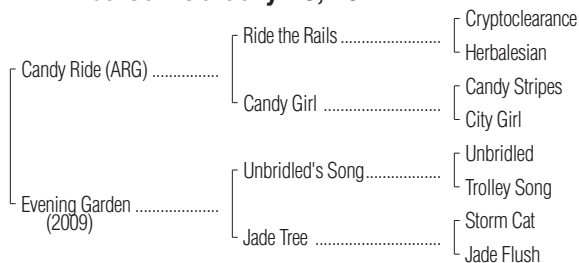 Cryptoclearance
Ride the Rails
Herbalesian
Candy Ride (ARG)
Candy Stripes
Candy Girl
City Girl
Unbridled
Unbridled's Song
Trolley Song
Evening Garden
(2009)
Storm Cat
Jade Tree
Jade Flush